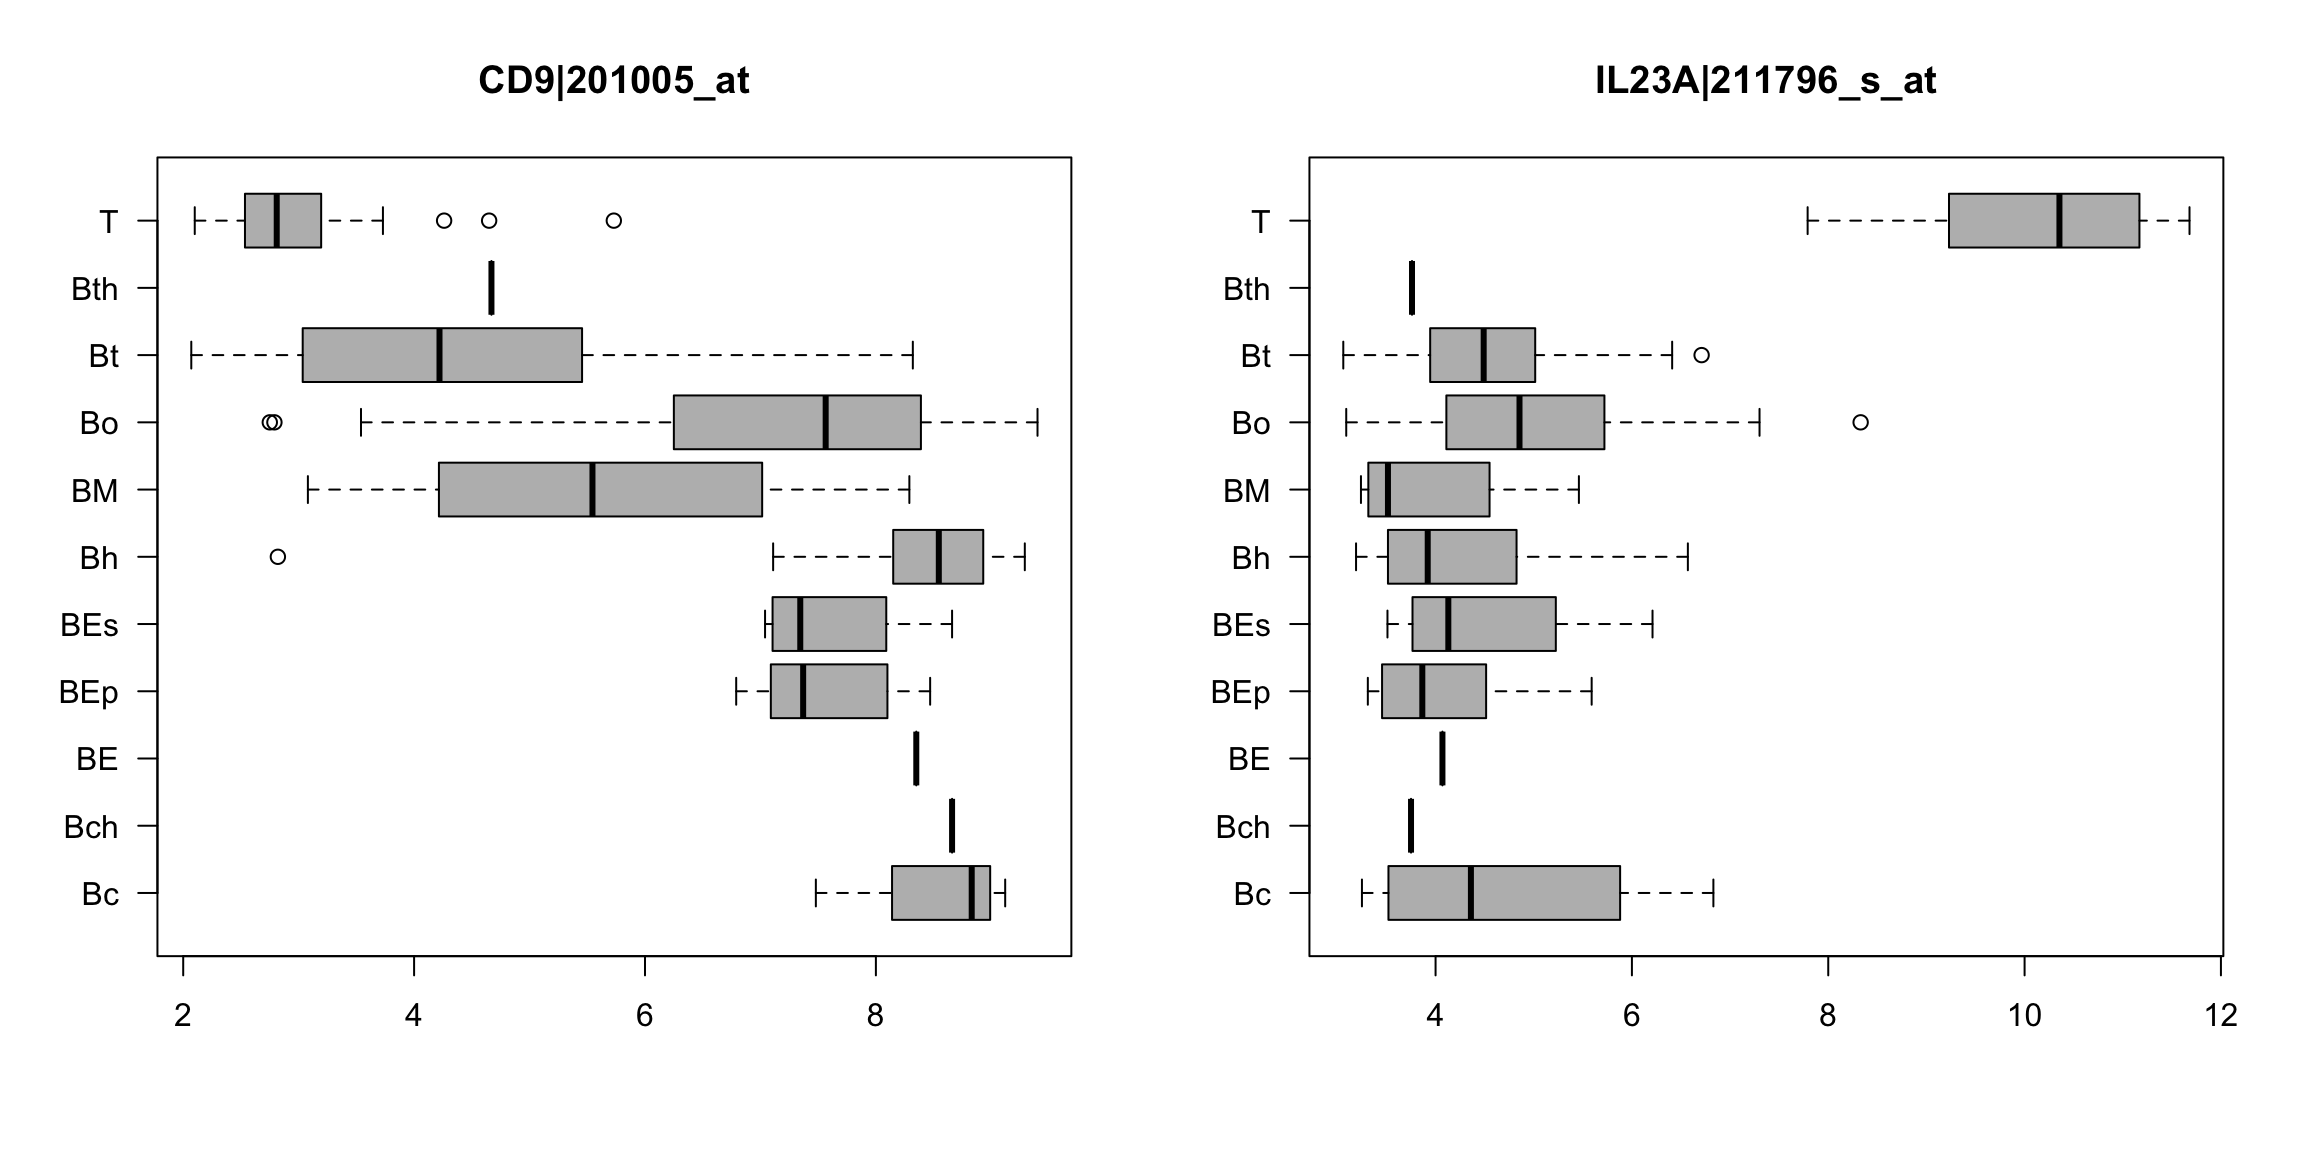 CD9|201005_at
T
Bth
Bt
Bo
BM
Bh
BEs
BEp
BE
Bch
Bc
2 4 6 8
IL23A|211796_s_at
T
Bth
Bt
Bo
BM
Bh
BEs
BEp
BE
Bch
Bc
4 6 8 10 12